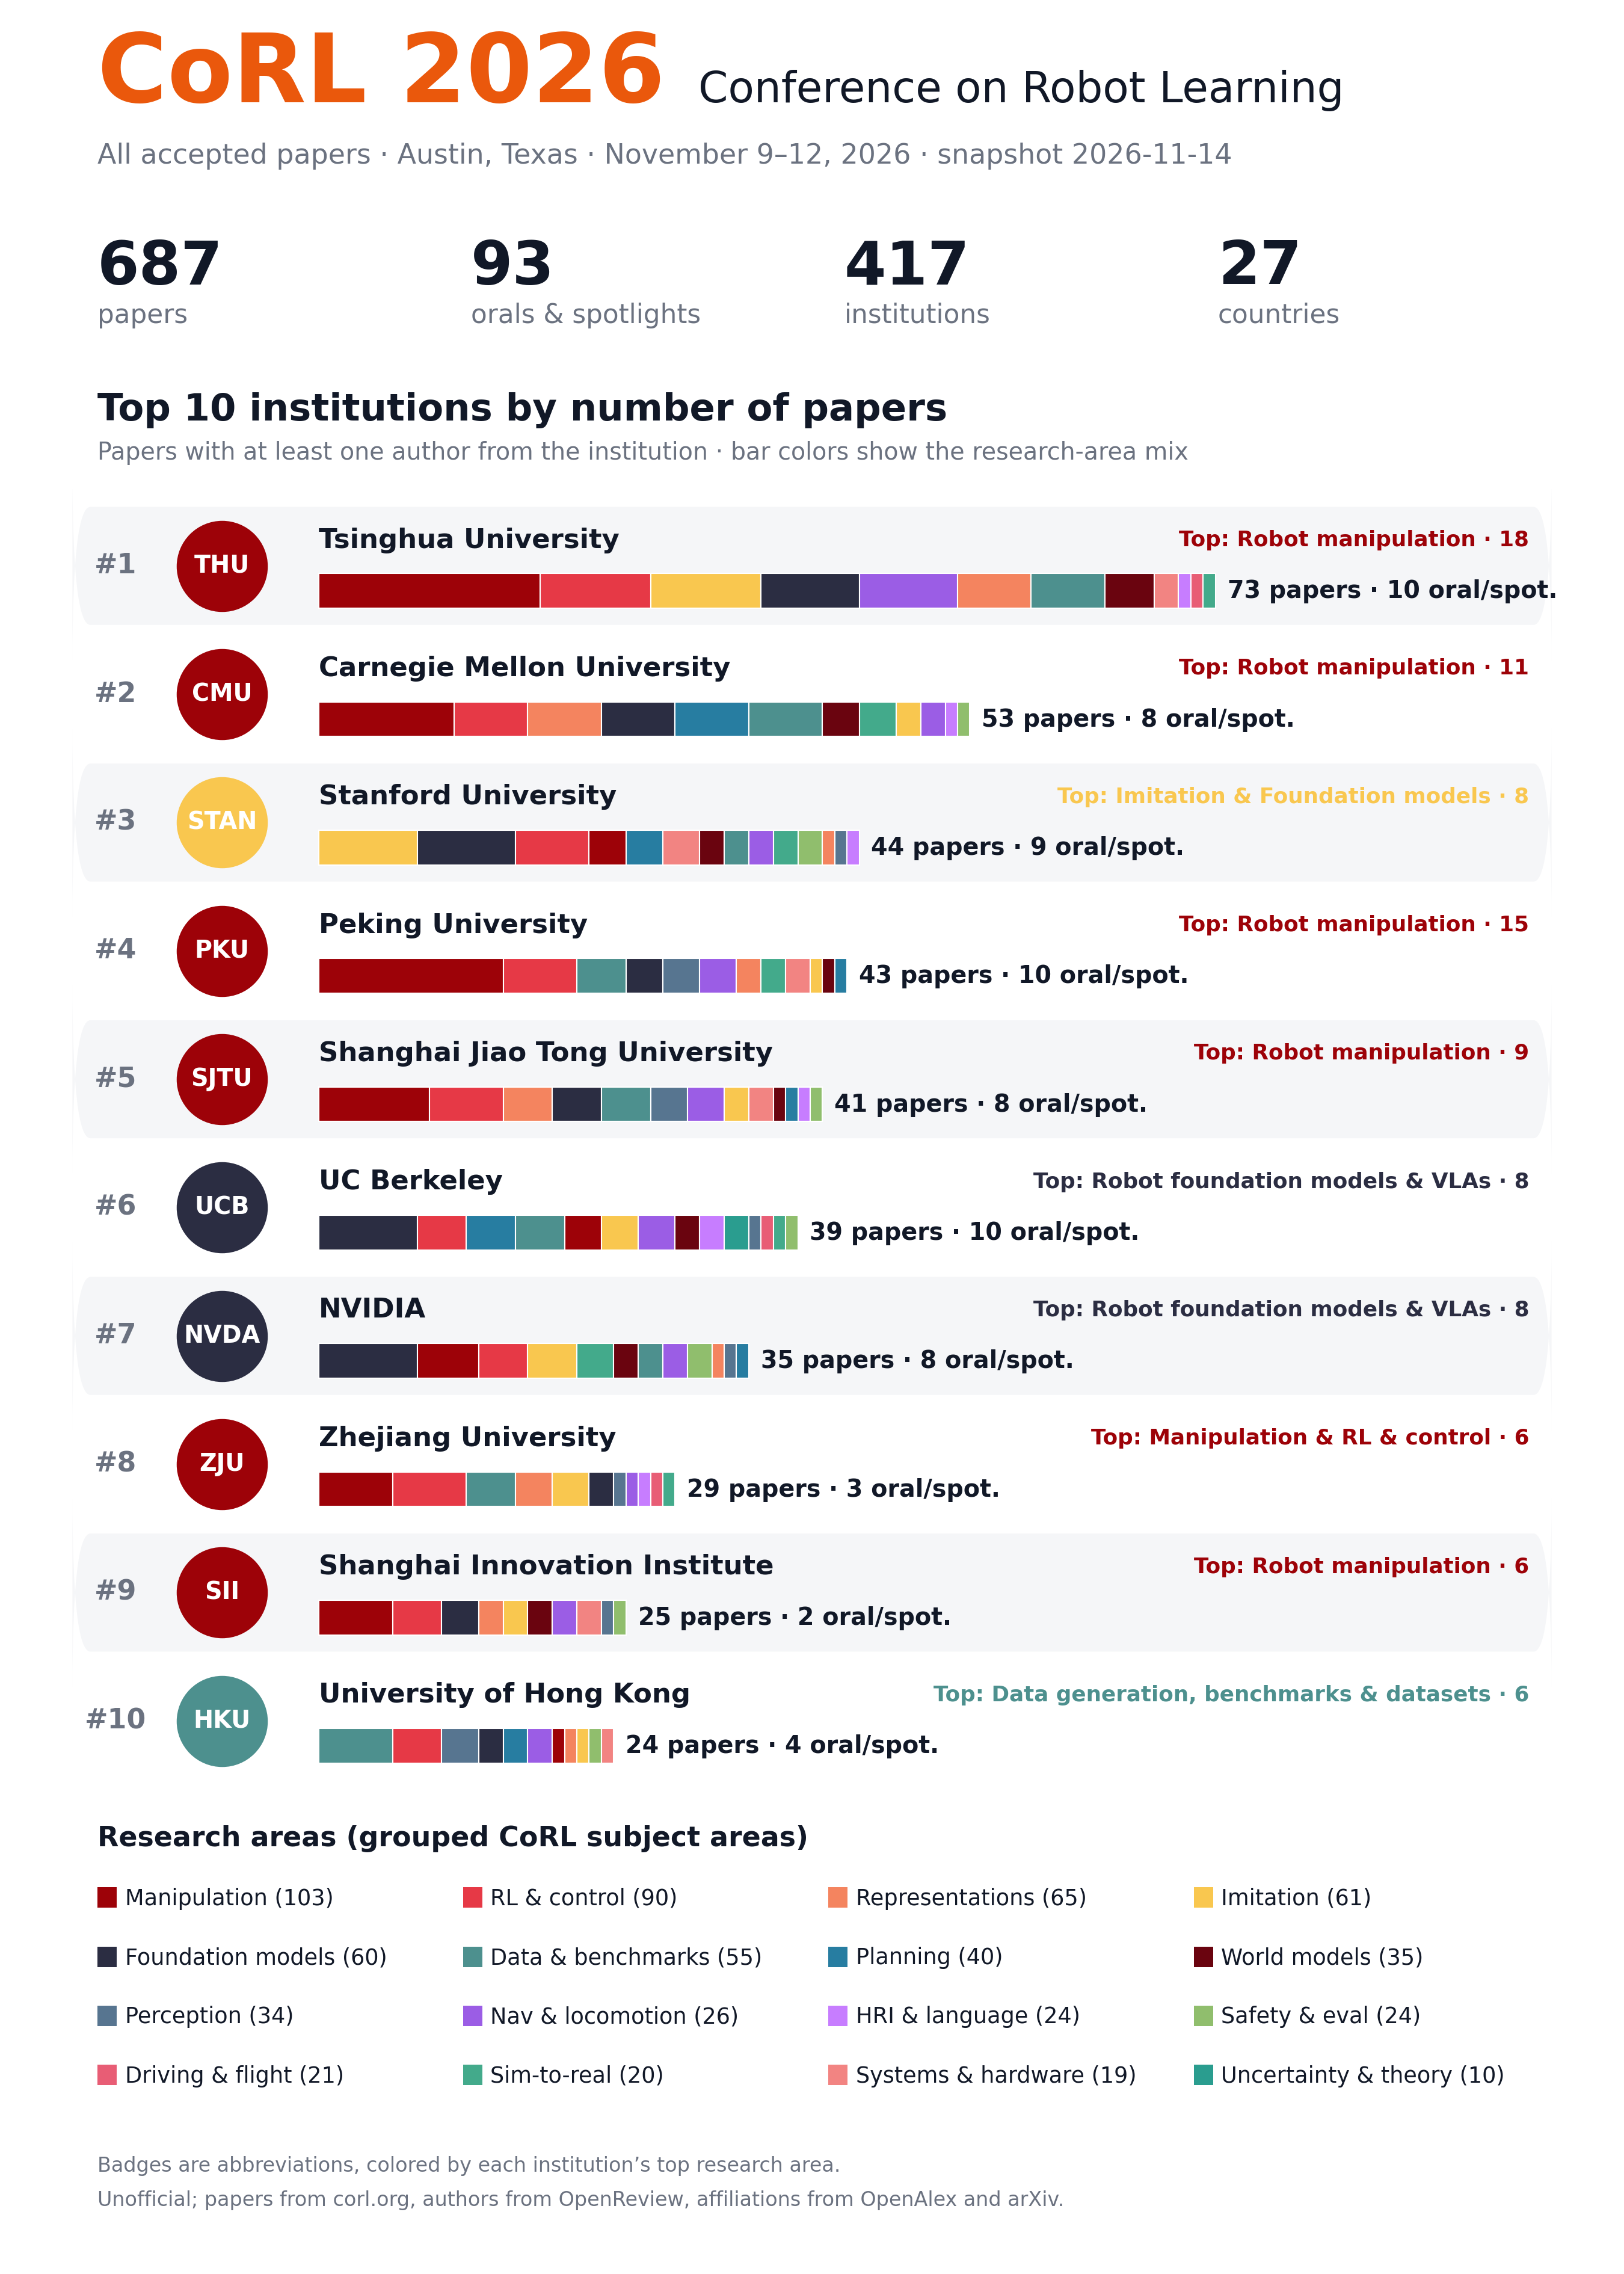 CoRL 2026 Conference on Robot Learning
All accepted papers · Austin, Texas · November 9–12, 2026 · snapshot 2026-11-14
687 93 417 27
papers orals & spotlights institutions countries
Top 10 institutions by number of papers
Papers with at least one author from the institution · bar colors show the research-area mix
#1 THU Tsinghua University Top: Robot manipulation · 18
73 papers · 10 oral/spot.
#2 CMU Carnegie Mellon University Top: Robot manipulation · 11
53 papers · 8 oral/spot.
#3 STAN Stanford University Top: Imitation & Foundation models · 8
44 papers · 9 oral/spot.
#4 PKU Peking University Top: Robot manipulation · 15
43 papers · 10 oral/spot.
#5 SJTU Shanghai Jiao Tong University Top: Robot manipulation · 9
41 papers · 8 oral/spot.
#6 UCB UC Berkeley Top: Robot foundation models & VLAs · 8
39 papers · 10 oral/spot.
#7 NVDA NVIDIA Top: Robot foundation models & VLAs · 8
35 papers · 8 oral/spot.
#8 ZJU Zhejiang University Top: Manipulation & RL & control · 6
29 papers · 3 oral/spot.
#9 SII Shanghai Innovation Institute Top: Robot manipulation · 6
25 papers · 2 oral/spot.
#10 HKU University of Hong Kong Top: Data generation, benchmarks & datasets · 6
24 papers · 4 oral/spot.
Research areas (grouped CoRL subject areas)
Manipulation (103) RL & control (90) Representations (65) Imitation (61)
Foundation models (60) Data & benchmarks (55) Planning (40) World models (35)
Perception (34) Nav & locomotion (26) HRI & language (24) Safety & eval (24)
Driving & flight (21) Sim-to-real (20) Systems & hardware (19) Uncertainty & theory (10)
Badges are abbreviations, colored by each institution’s top research area.
Unofficial; papers from corl.org, authors from OpenReview, affiliations from OpenAlex and arXiv.